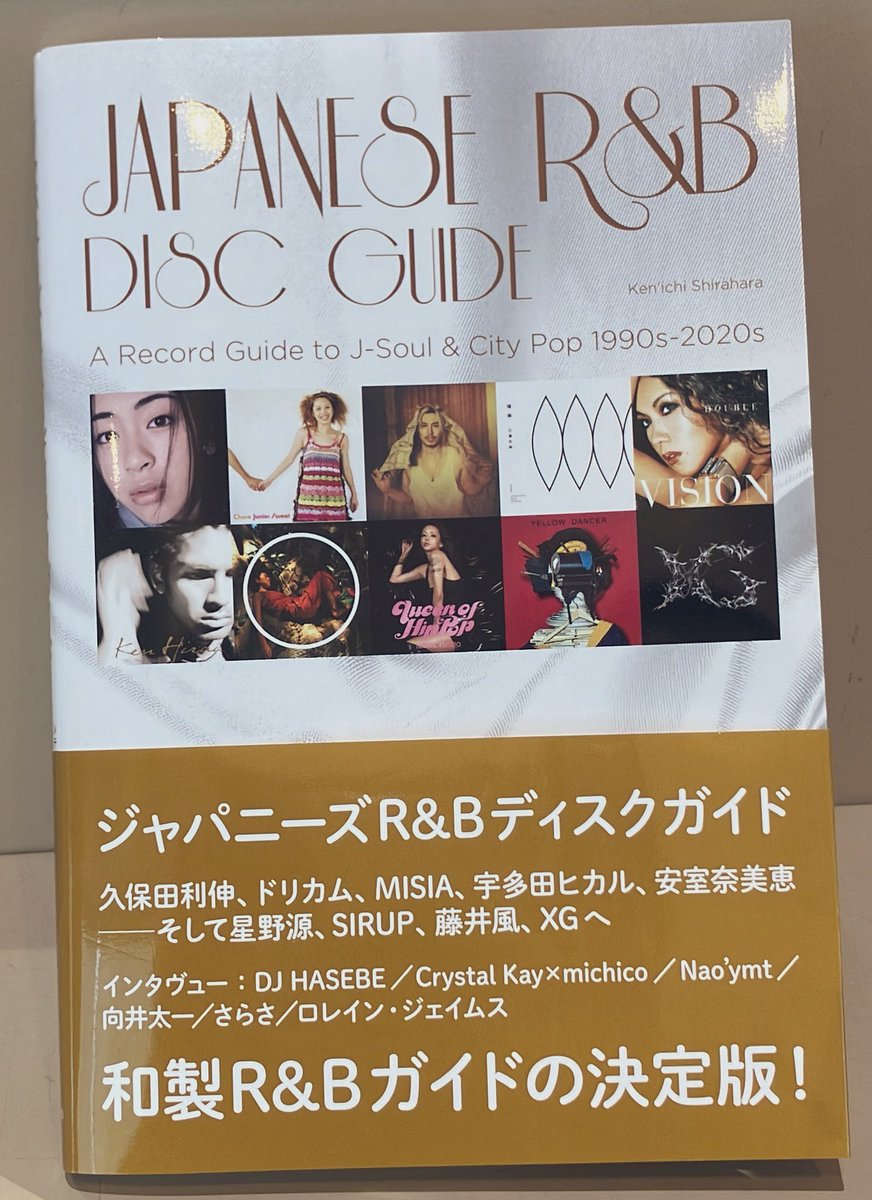 JAPANESE R&B
DISC GUIDE
Ken'ichi Shirahara
A Record Guide to J-Soul & City Pop 1990s-2020s
DOUBLE
VISION
Chara Junior Sweet
Ken
Queen of
Hip-Pop
YELLOW DANCER
XG
ジャパニーズR&Bディスクガイド
久保田利伸、ドリカム、MISIA、宇多田ヒカル、安室奈美恵
――そして星野源、SIRUP、藤井風、XGへ
インタヴュー：DJ HASEBE／Crystal Kay×michico／Nao'ymt／
向井太一／さらさ／ロレイン・ジェイムス
和製R&Bガイドの決定版！